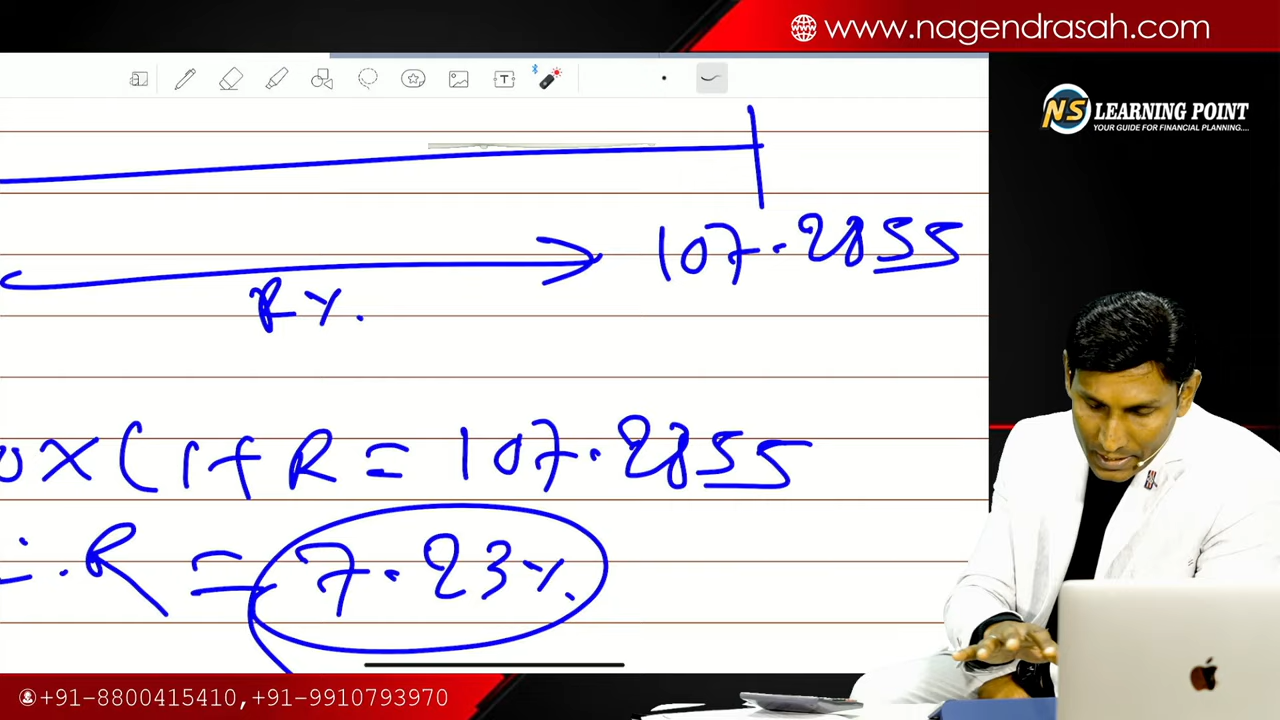 www.nagendrasah.com
NS LEARNING POINT
YOUR GUIDE FOR FINANCIAL PLANNING....
T
107.2855
R%.
0x(1+R = 107.2855
∴R = 7.23%
+91-8800415410,+91-9910793970